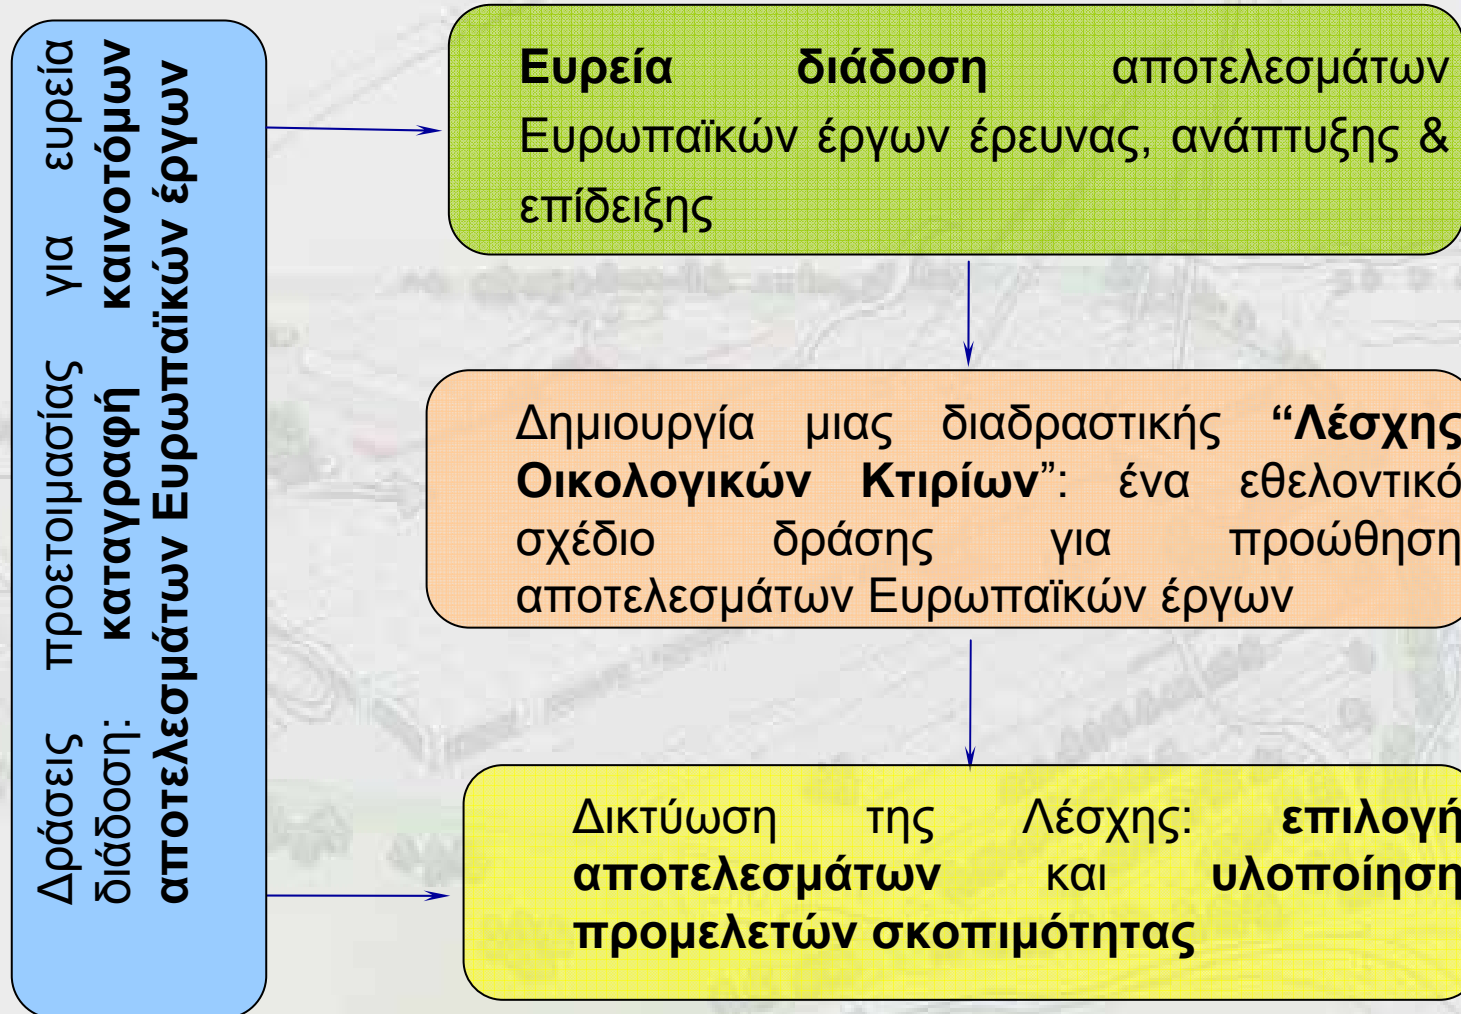 Δράσεις προετοιμασίας για ευρεία
διάδοση: καταγραφή καινοτόμων
αποτελεσμάτων Ευρωπαϊκών έργων
Ευρεία διάδοση αποτελεσμάτων
Ευρωπαϊκών έργων έρευνας, ανάπτυξης &
επίδειξης
Δημιουργία μιας διαδραστικής “Λέσχης
Οικολογικών Κτιρίων”: ένα εθελοντικό
σχέδιο δράσης για προώθηση
αποτελεσμάτων Ευρωπαϊκών έργων
Δικτύωση της Λέσχης: επιλογή
αποτελεσμάτων και υλοποίηση
προμελετών σκοπιμότητας